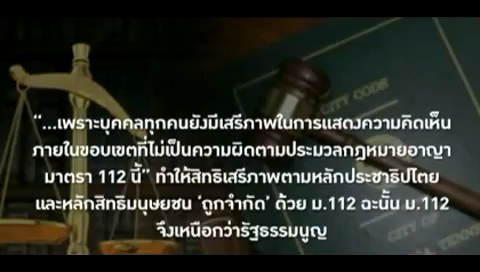 CITY CODE
“...เพราะบุคคลทุกคนยังมีเสรีภาพในการแสดงความคิดเห็น
ภายในขอบเขตที่ไม่เป็นความผิดตามประมวลกฎหมายอาญา
มาตรา 112 นี้” ทำให้สิทธิเสรีภาพตามหลักประชาธิปไตย
และหลักสิทธิมนุษยชน ‘ถูกจำกัด’ ด้วย ม.112 ฉะนั้น ม.112
จึงเหนือกว่ารัฐธรรมนูญ